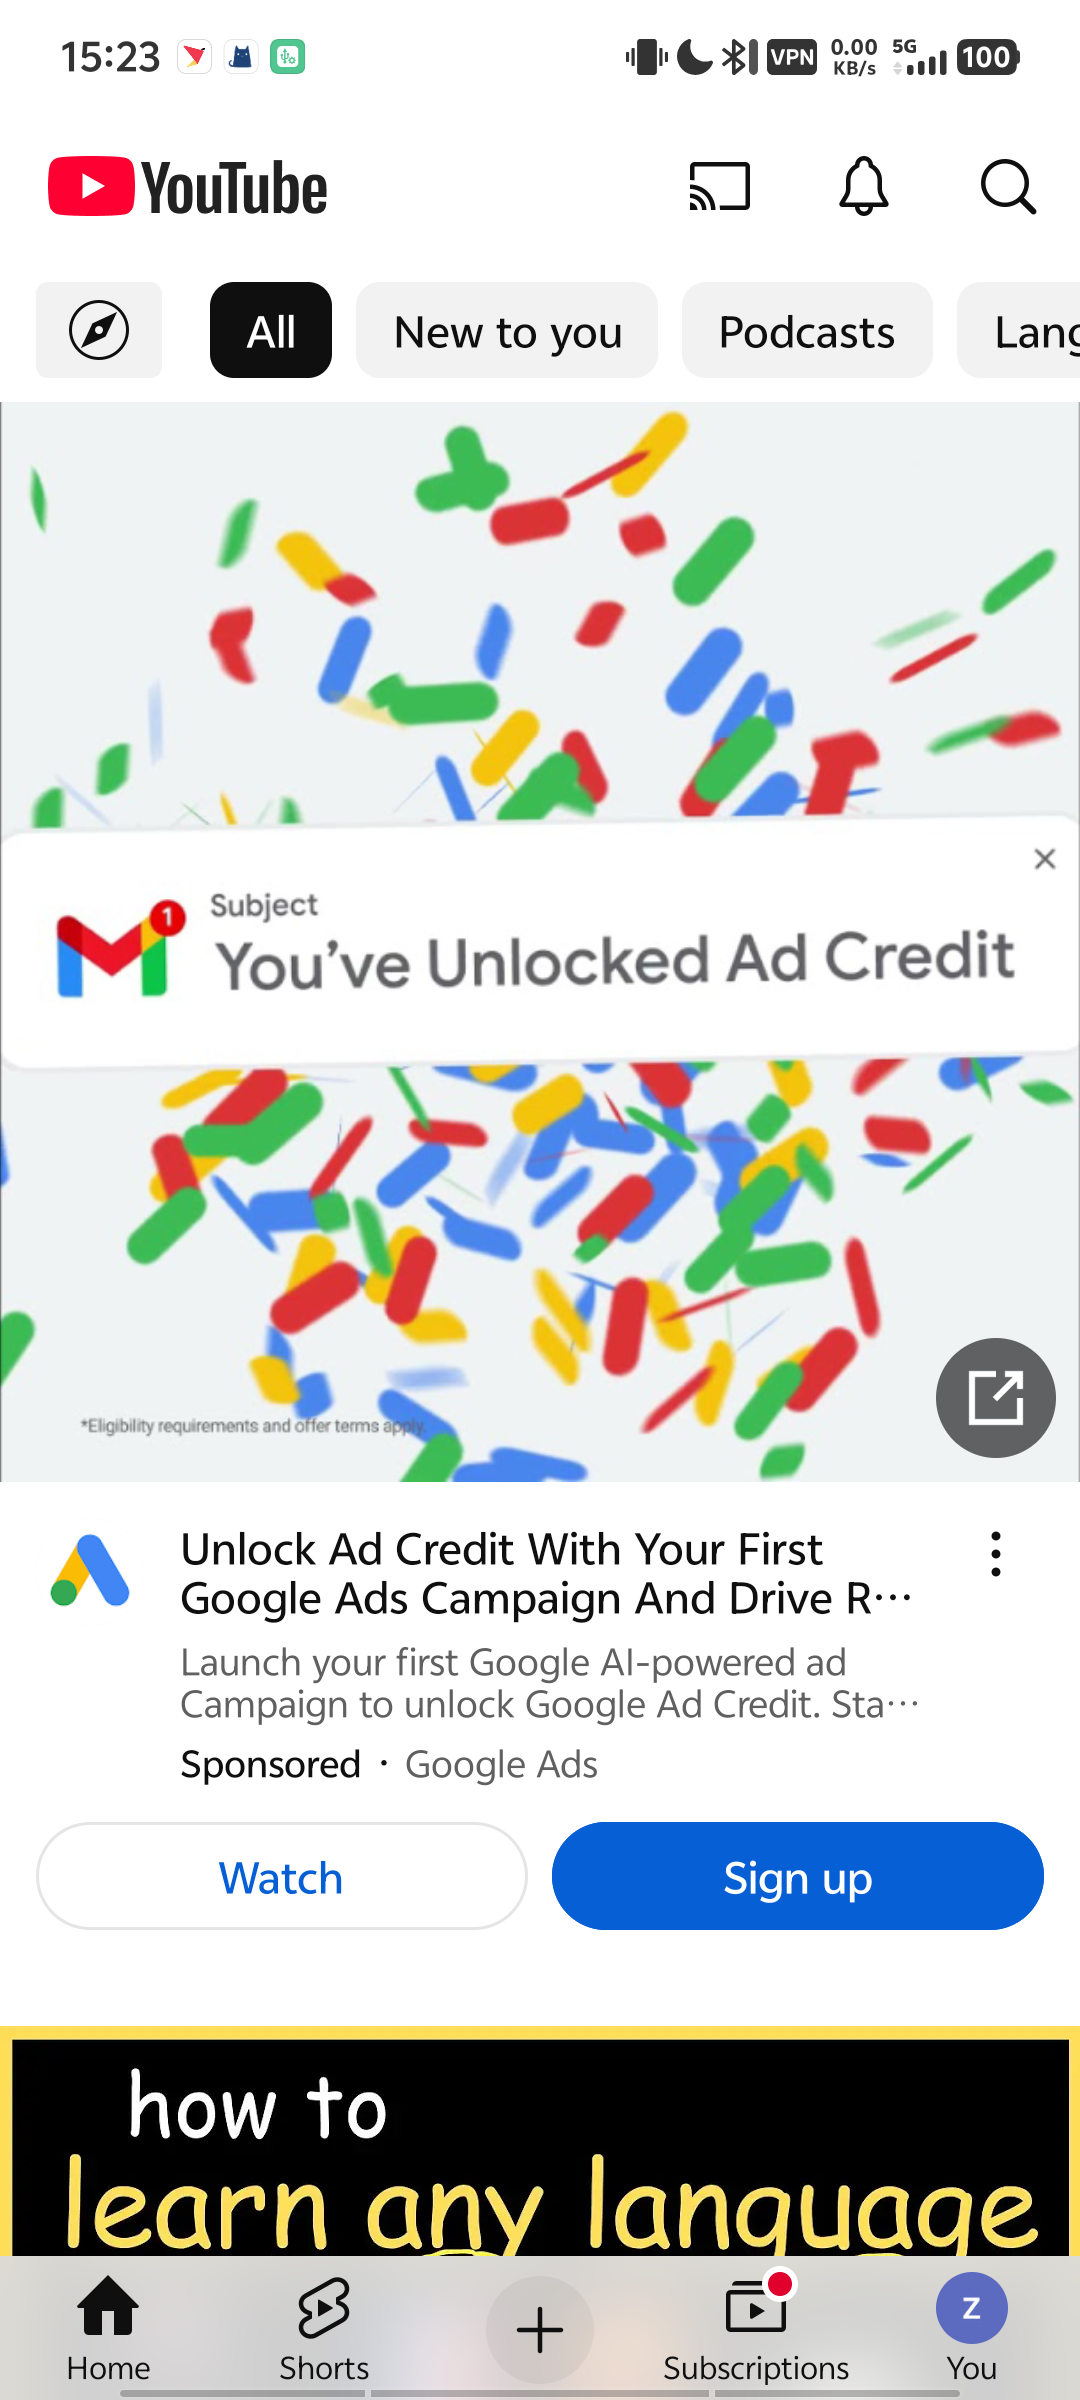 15:23
VPN
0.00
KB/s
5G
100
YouTube
All
New to you
Podcasts
Lang
1
Subject
You've Unlocked Ad Credit
*Eligibility requirements and offer terms apply.
Unlock Ad Credit With Your First
Google Ads Campaign And Drive R···
Launch your first Google AI-powered ad
Campaign to unlock Google Ad Credit. Sta···
Sponsored · Google Ads
Watch
Sign up
how to
learn any language
Home
Shorts
Subscriptions
Z
You